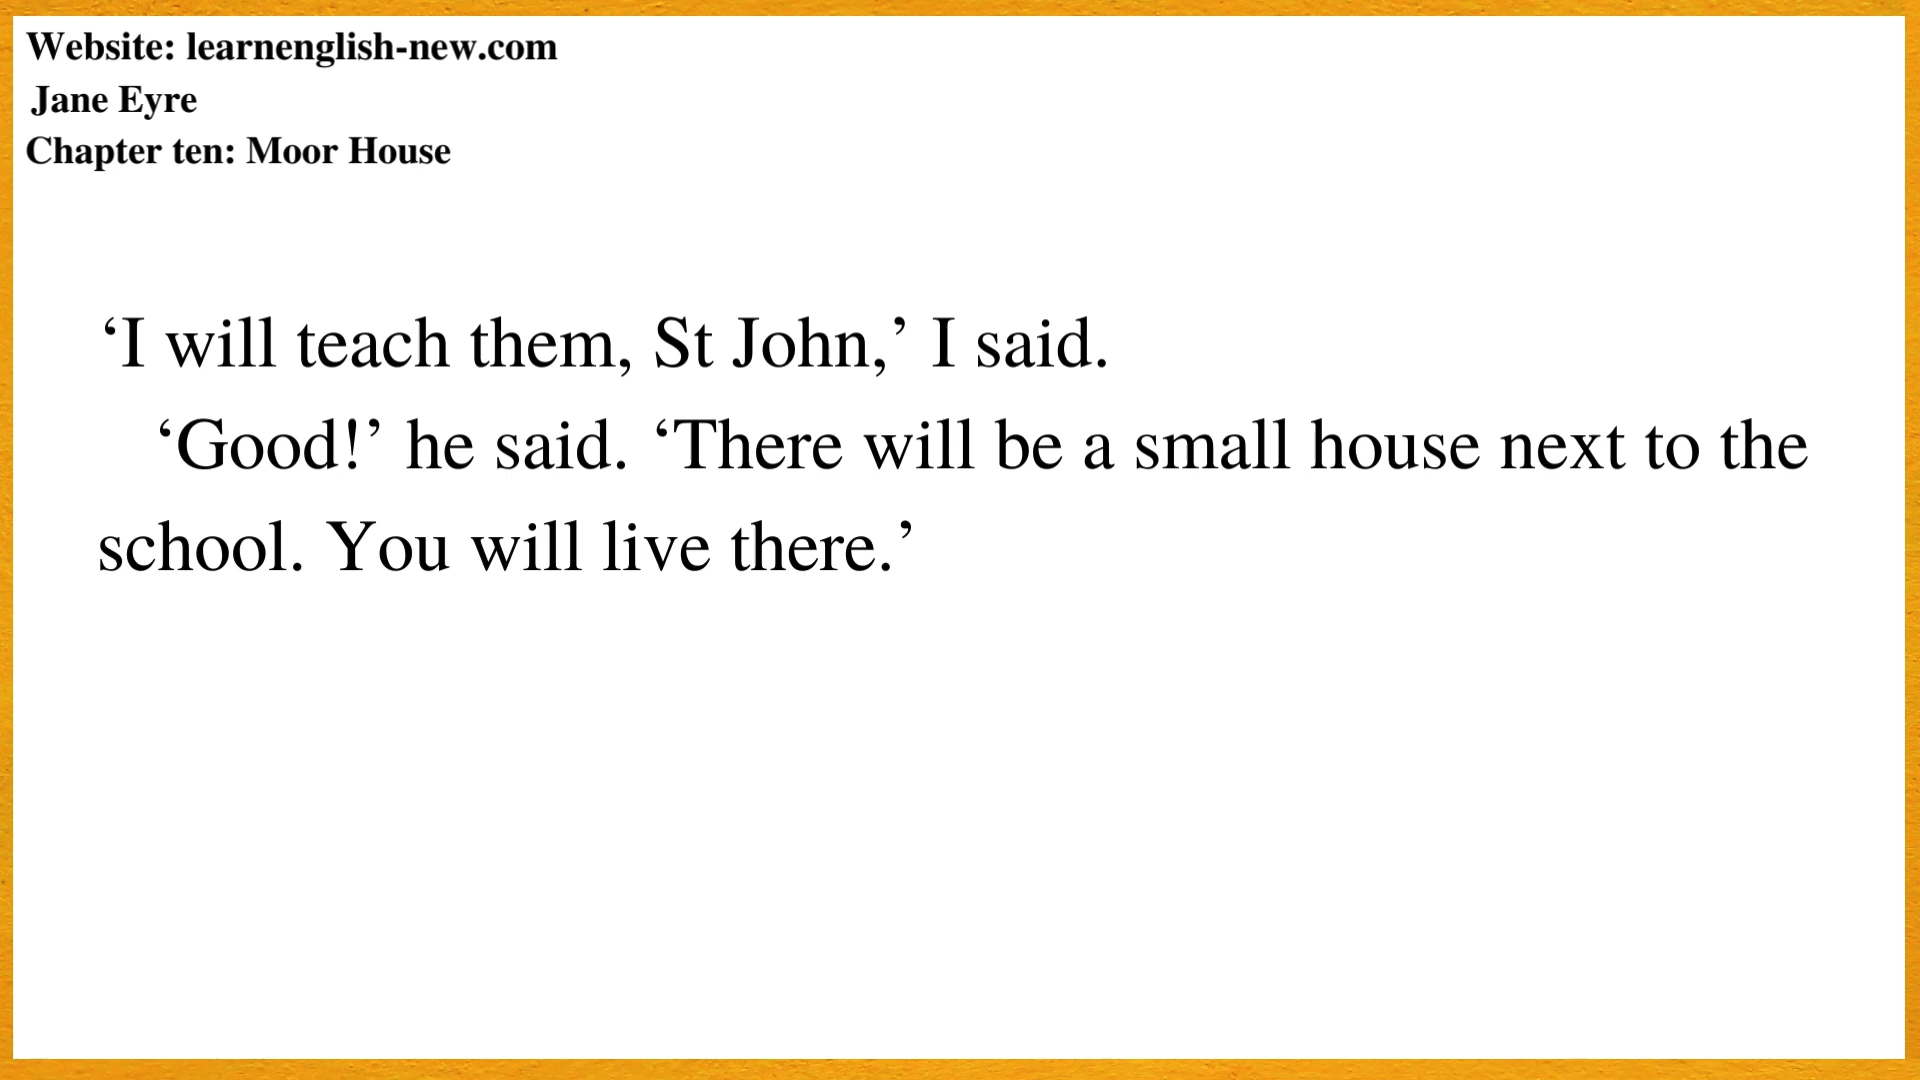 Website: learnenglish-new.com
Jane Eyre
Chapter ten: Moor House
‘I will teach them, St John,’ I said.
‘Good!’ he said. ‘There will be a small house next to the
school. You will live there.’